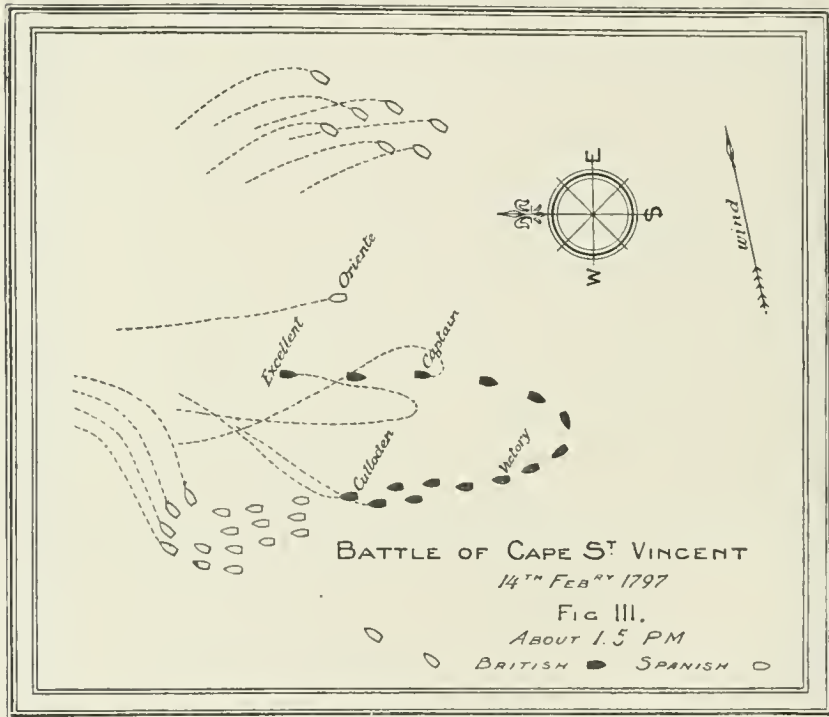 Oriente
E
S
W
wind
Excellent
Captain
Culloden
Victory
BATTLE OF CAPE ST VINCENT
14TH FEBRY 1797
FIG III.
ABOUT 1.5 PM
BRITISH SPANISH